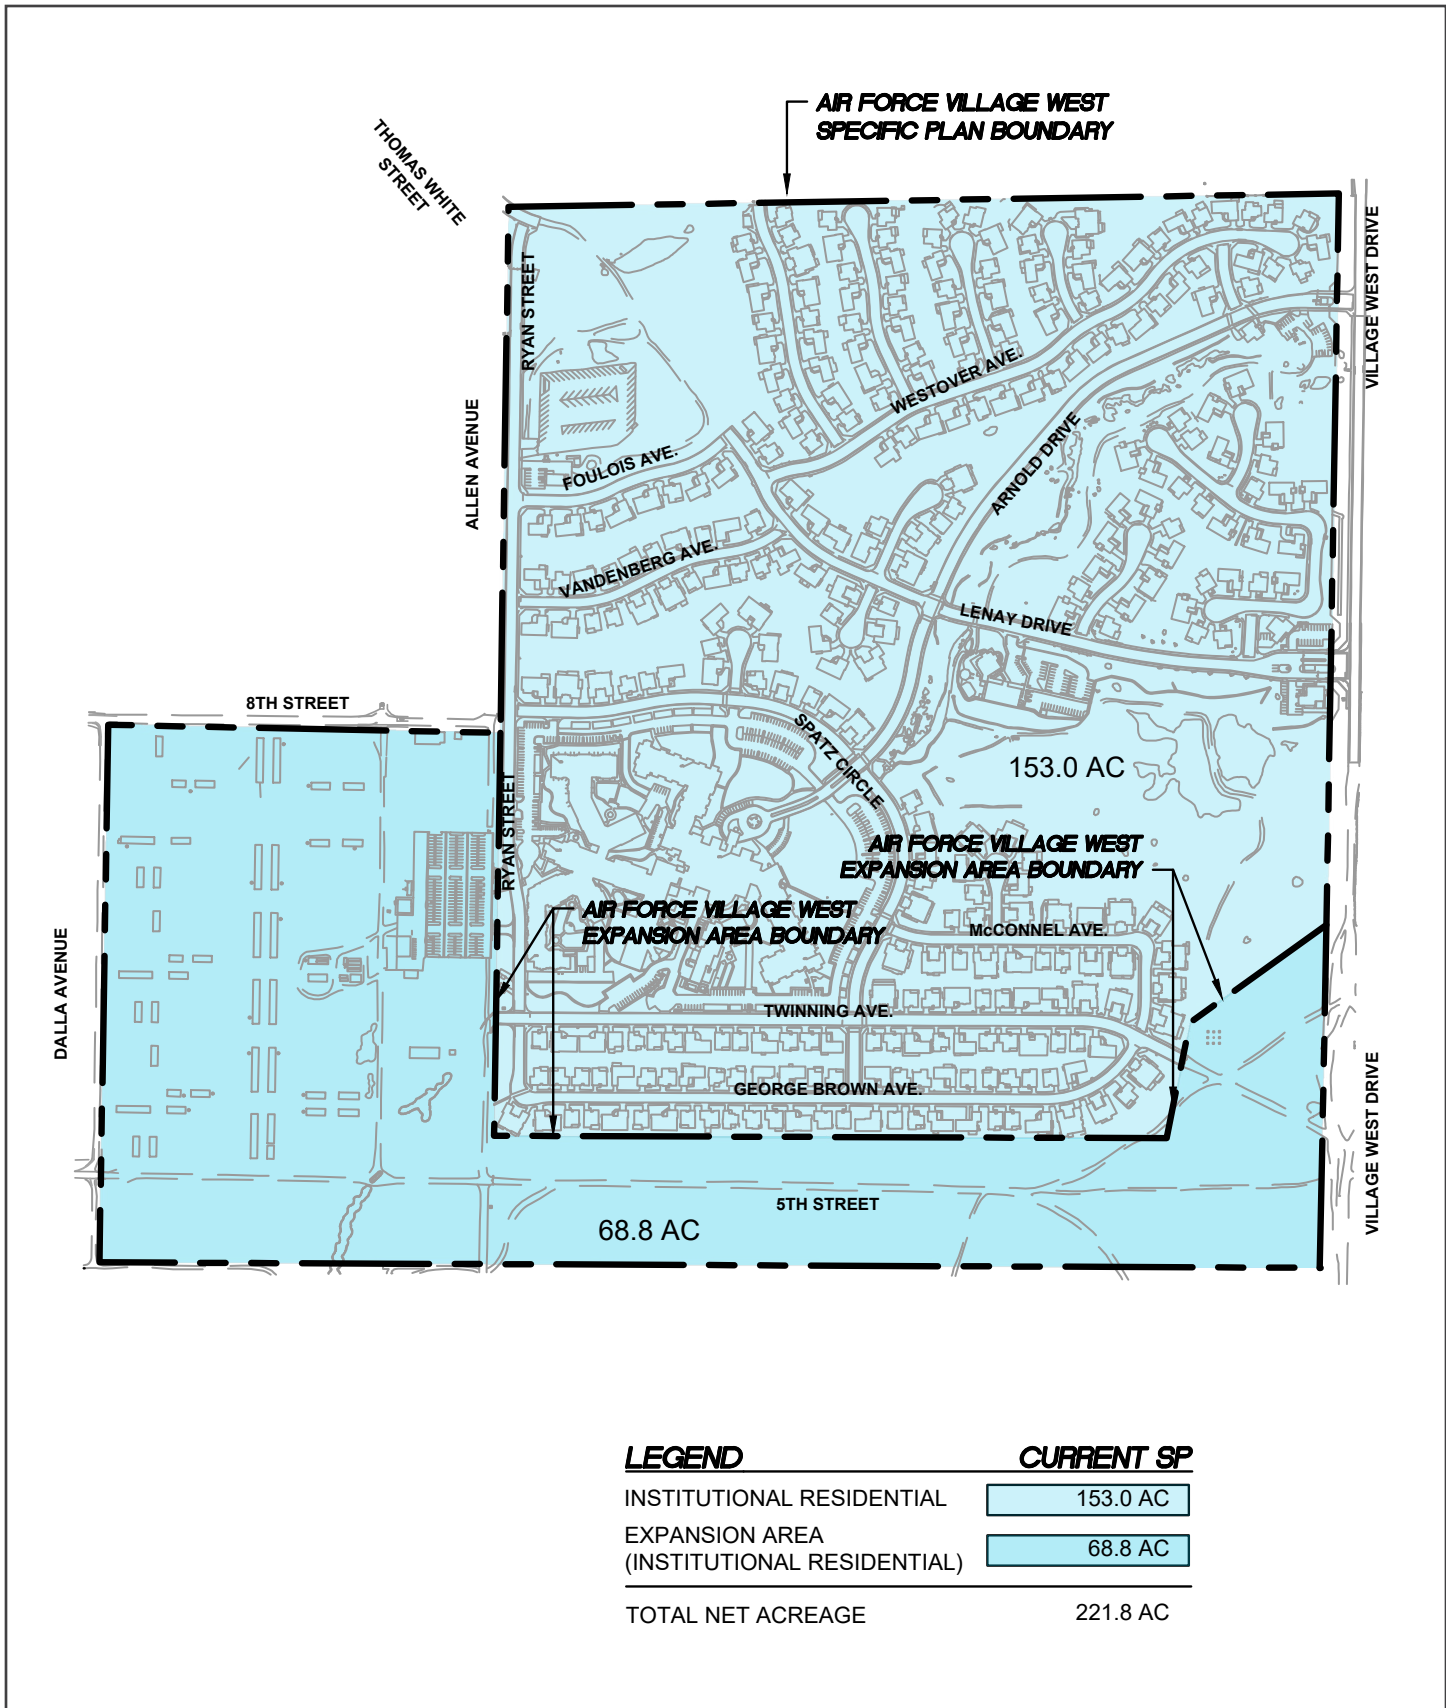 AIR FORCE VILLAGE WEST
SPECIFIC PLAN BOUNDARY
THOMAS WHITE
STREET
VILLAGE WEST DRIVE
RYAN STREET
WESTOVER AVE.
ALLEN AVENUE
ARNOLD DRIVE
FOULOIS AVE.
VANDENBERG AVE.
LENAY DRIVE
8TH STREET
SPATZ CIRCLE
153.0 AC
RYAN STREET
AIR FORCE VILLAGE WEST
EXPANSION AREA BOUNDARY
AIR FORCE VILLAGE WEST
EXPANSION AREA BOUNDARY
McCONNEL AVE.
DALLA AVENUE
TWINNING AVE.
GEORGE BROWN AVE.
VILLAGE WEST DRIVE
5TH STREET
68.8 AC
LEGEND CURRENT SP
INSTITUTIONAL RESIDENTIAL 153.0 AC
EXPANSION AREA
(INSTITUTIONAL RESIDENTIAL) 68.8 AC
TOTAL NET ACREAGE 221.8 AC